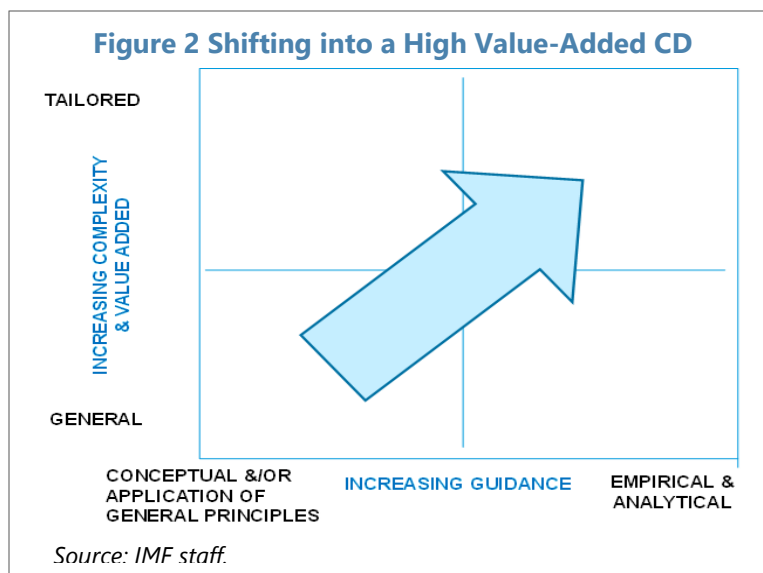 Figure 2 Shifting into a High Value-Added CD
TAILORED
INCREASING COMPLEXITY
& VALUE ADDED
GENERAL
CONCEPTUAL &/OR
APPLICATION OF
GENERAL PRINCIPLES
INCREASING GUIDANCE
EMPIRICAL &
ANALYTICAL
Source: IMF staff.